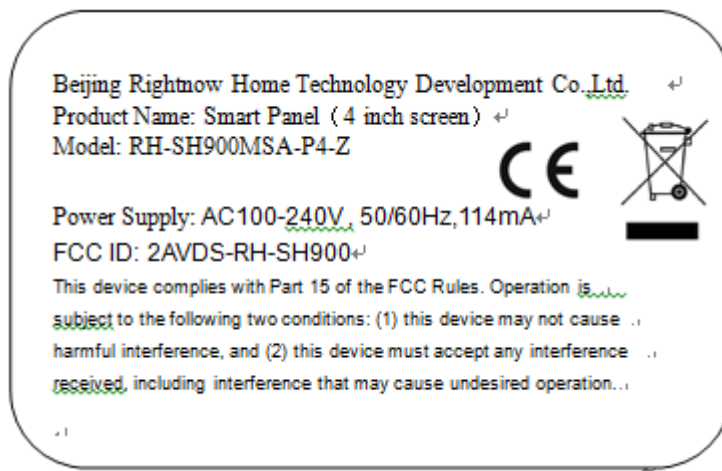 Beijing Rightnow Home Technology Development Co.,Ltd.
Product Name: Smart Panel（4 inch screen）
Model: RH-SH900MSA-P4-Z
CE
Power Supply: AC100-240V, 50/60Hz,114mA
FCC ID: 2AVDS-RH-SH900
This device complies with Part 15 of the FCC Rules. Operation is
subject to the following two conditions: (1) this device may not cause
harmful interference, and (2) this device must accept any interference
received, including interference that may cause undesired operation.